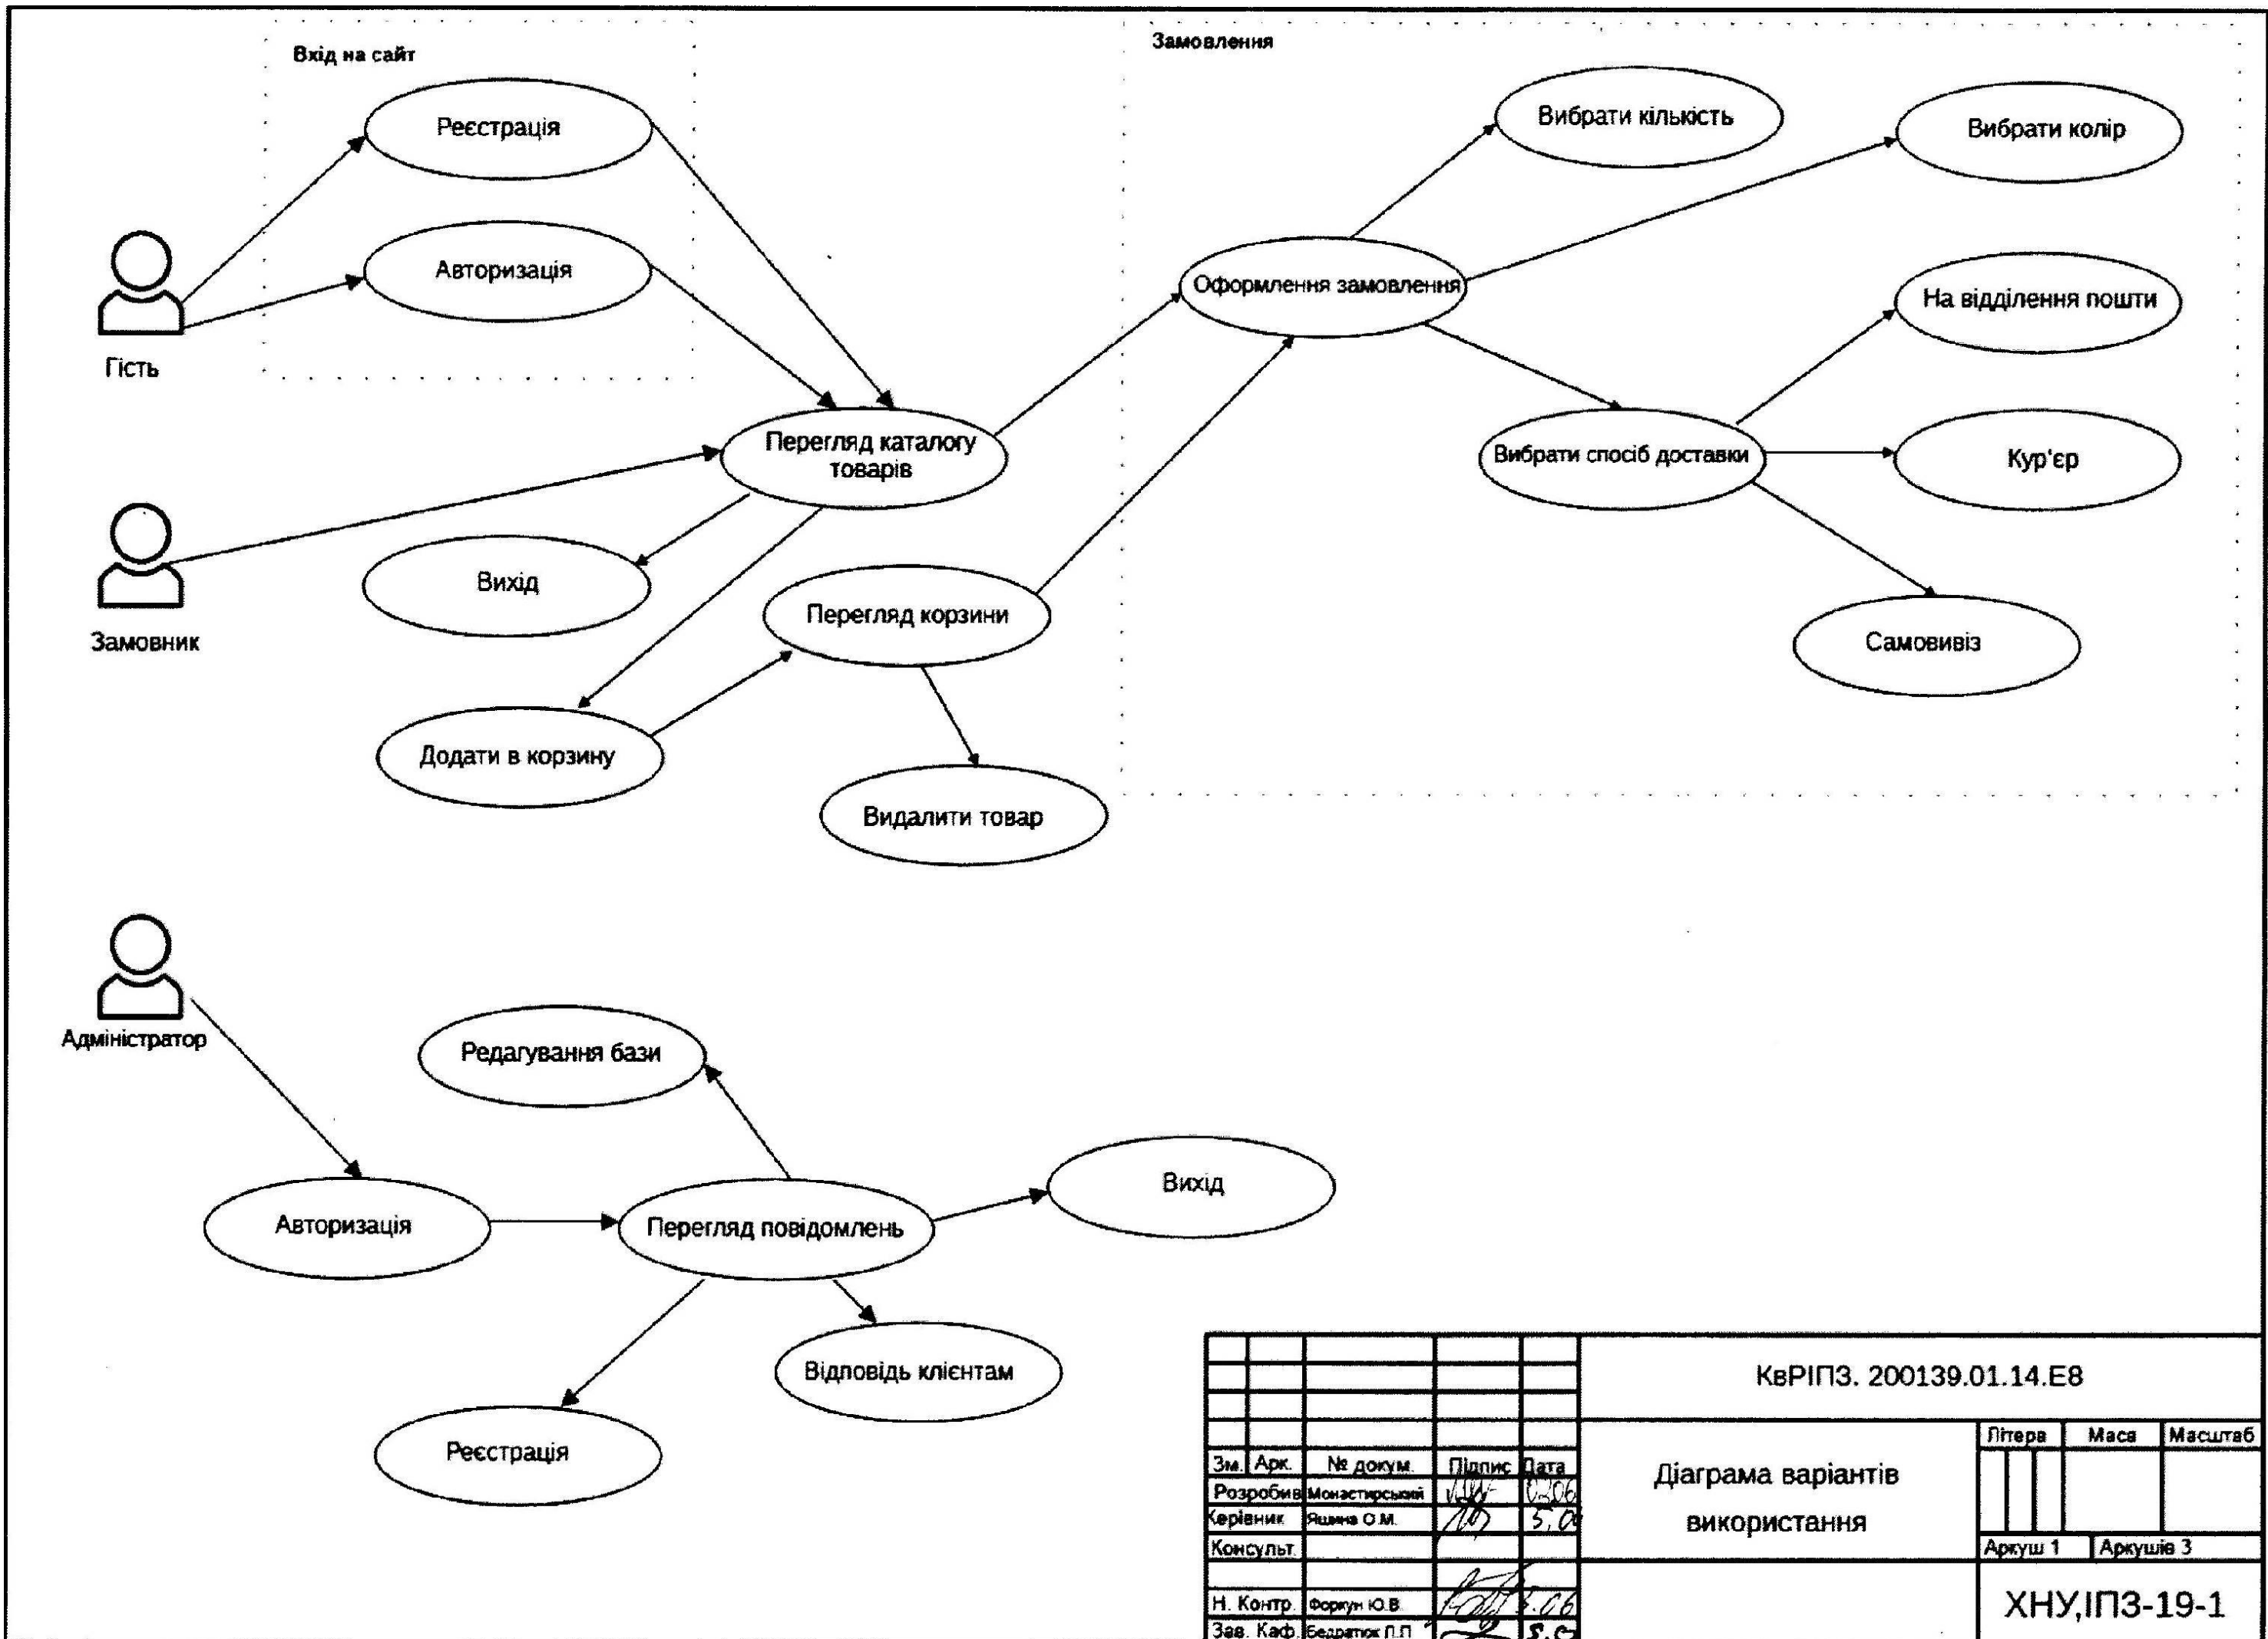 Вхід на сайт
Реєстрація
Авторизація
Гість
Замовник
Перегляд каталогу
товарів
Вихід
Перегляд корзини
Додати в корзину
Видалити товар
Замовлення
Вибрати кількість
Вибрати колір
Оформлення замовлення
На відділення пошти
Вибрати спосіб доставки
Кур'єр
Самовивіз
Адміністратор
Редагування бази
Авторизація
Перегляд повідомлень
Вихід
Відповідь клієнтам
Реєстрація
КвРІПЗ. 200139.01.14.Е8
Зм. Арк. № докум. Підпис Дата
Розробив Монастирський
Керівник Яшина О.М.
Консульт.
Н. Контр. Форкун Ю.В.
Зав. Каф. Бедратюк Л.П
Діаграма варіантів
використання
Літера Маса Масштаб
Аркуш 1 Аркушів 3
ХНУ,ІПЗ-19-1